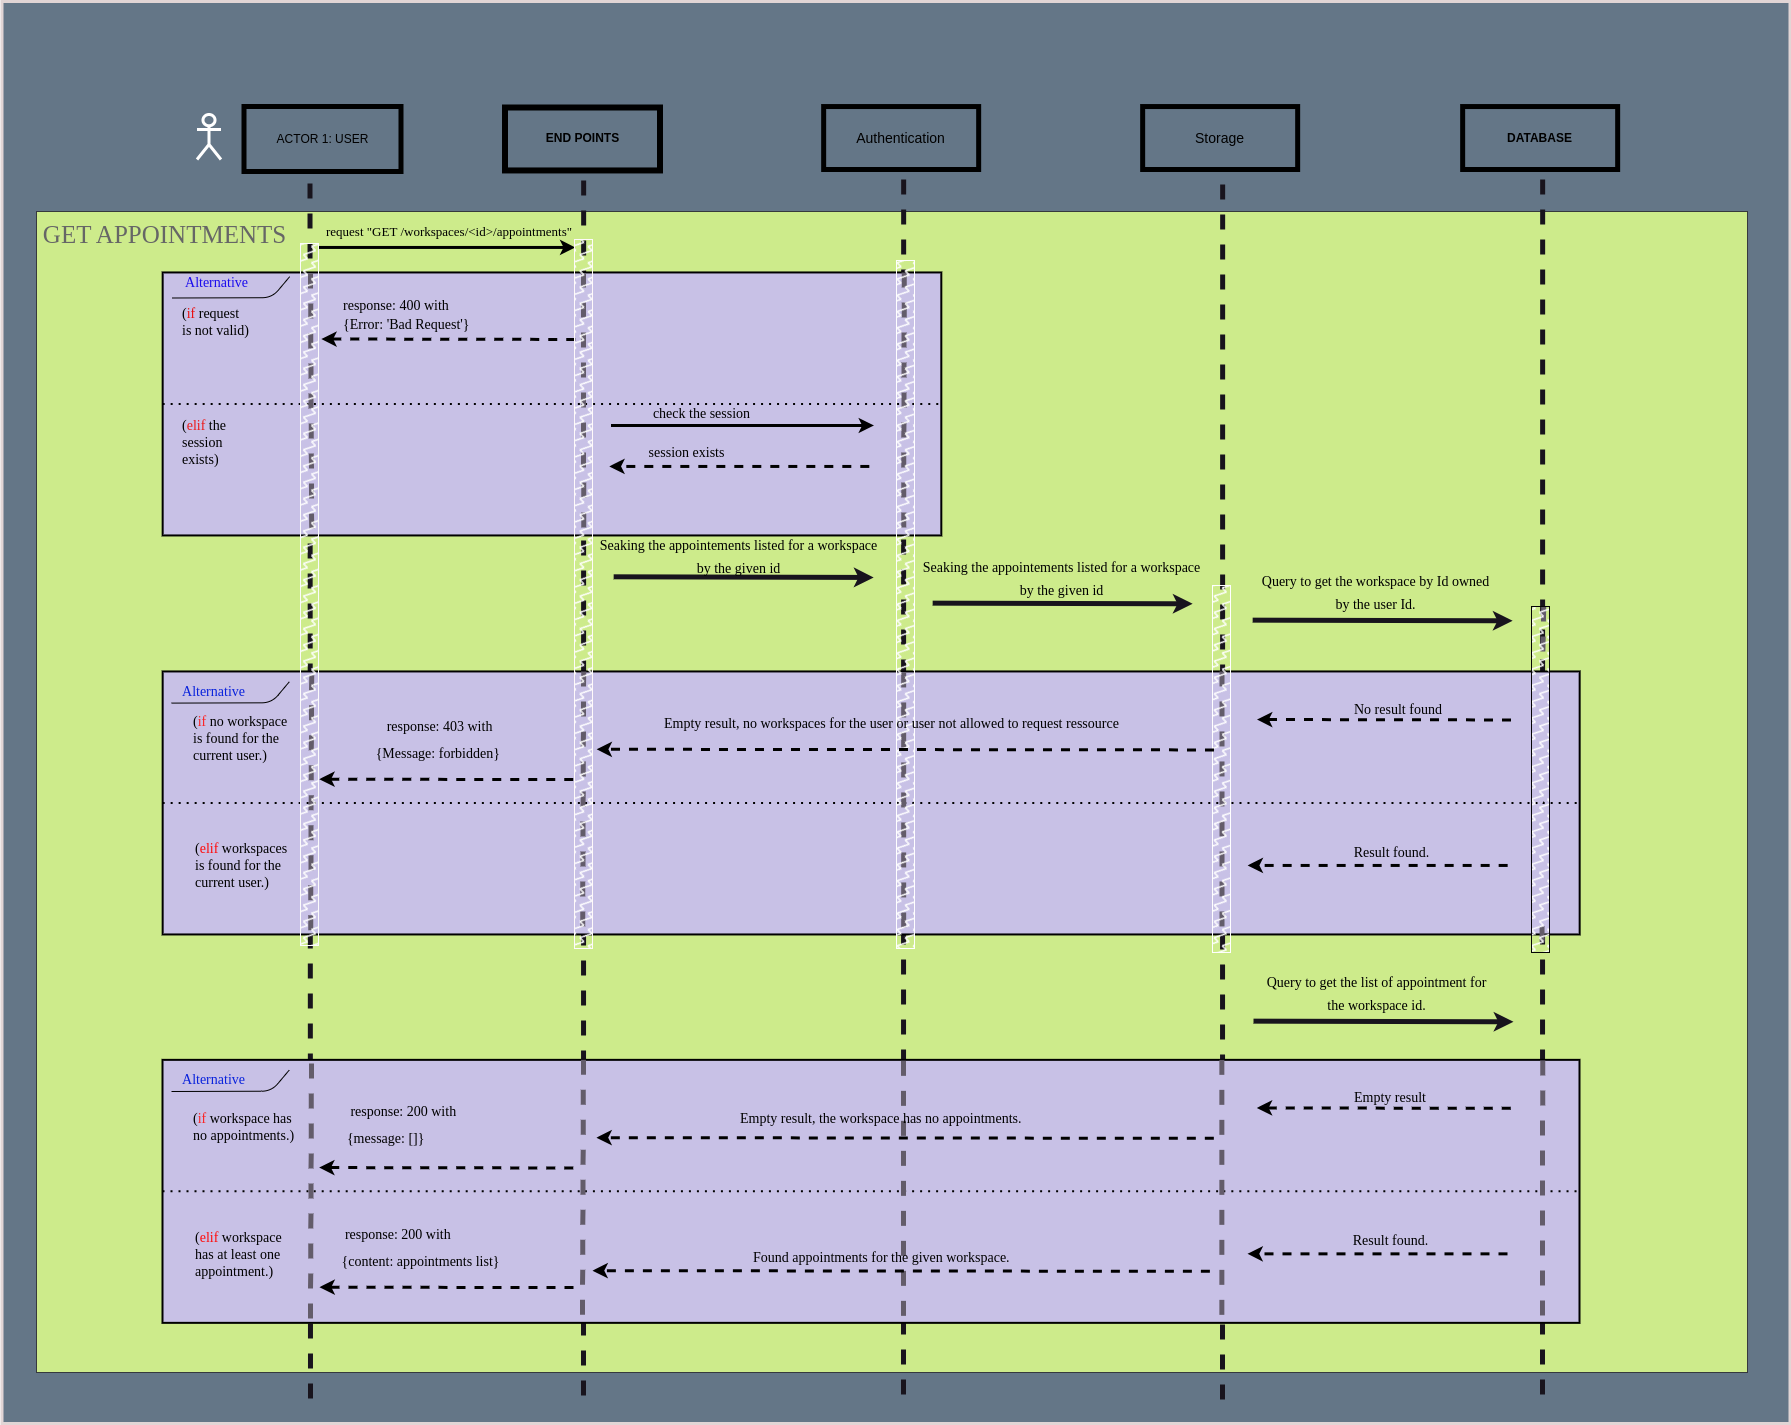 ACTOR 1: USER
END POINTS
Authentication
Storage
DATABASE
GET APPOINTMENTS
request "GET /workspaces/<id>/appointments"
Alternative
(if request
is not valid)
response: 400 with
{Error: 'Bad Request'}
(elif the
session
exists)
check the session
session exists
Seaking the appointements listed for a workspace
by the given id
Seaking the appointements listed for a workspace
by the given id
Query to get the workspace by Id owned
by the user Id.
Alternative
(if no workspace
is found for the
current user.)
response: 403 with
{Message: forbidden}
Empty result, no workspaces for the user or user not allowed to request ressource
No result found
(elif workspaces
is found for the
current user.)
Result found.
Query to get the list of appointment for
the workspace id.
Alternative
(if workspace has
no appointments.)
response: 200 with
{message: []}
Empty result, the workspace has no appointments.
Empty result
(elif workspace
has at least one
appointment.)
response: 200 with
{content: appointments list}
Found appointments for the given workspace.
Result found.